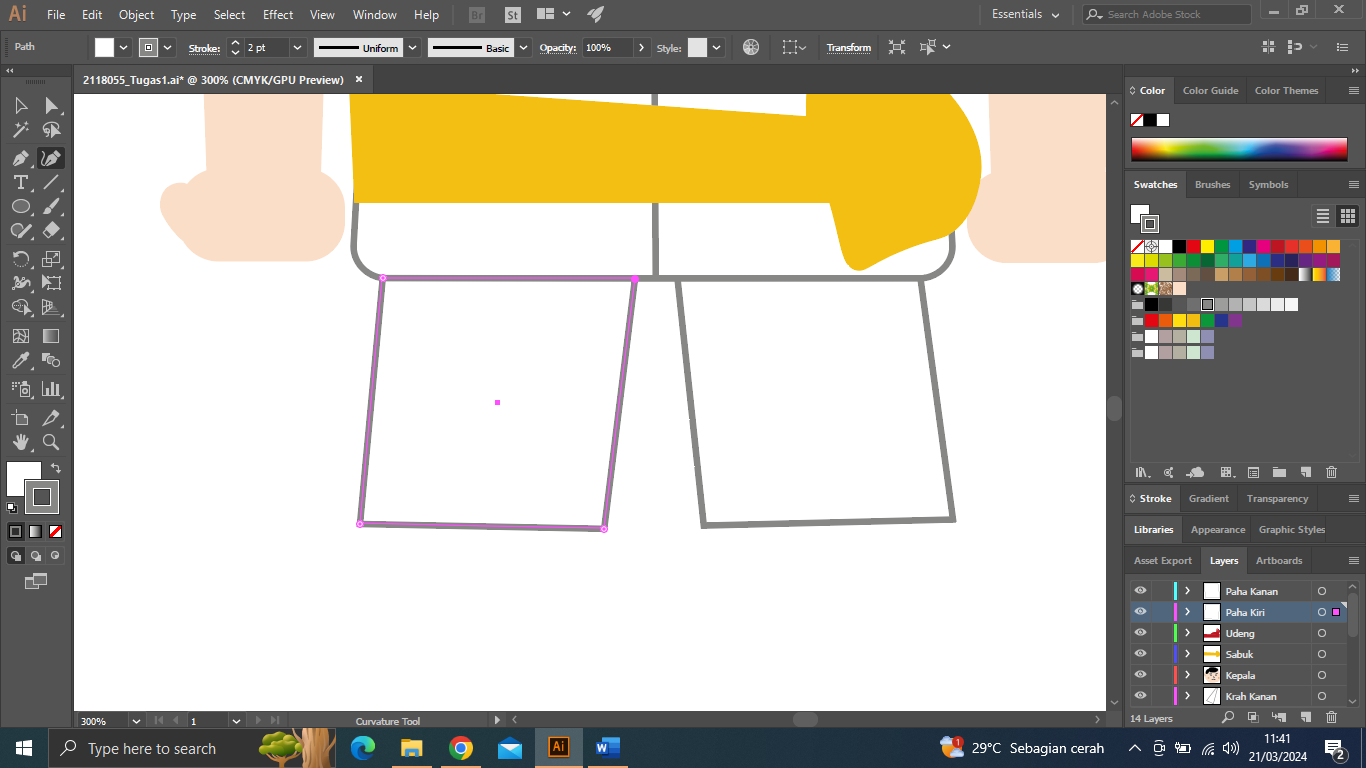 Ai File Edit Object Type Select Effect View Window Help Br St Essentials Search Adobe Stock
Path Stroke: 2 pt Uniform Basic Opacity: 100% Style: Transform
2118055_Tugas1.ai* @ 300% (CMYK/GPU Preview)
Color Color Guide Color Themes
Swatches Brushes Symbols
Stroke Gradient Transparency
Libraries Appearance Graphic Styles
Asset Export Layers Artboards
Paha Kanan
Paha Kiri
Udeng
Sabuk
Kepala
Krah Kanan
14 Layers
300% 1 Curvature Tool
Type here to search
Ai
W
1
29°C Sebagian cerah
11:41
21/03/2024
2